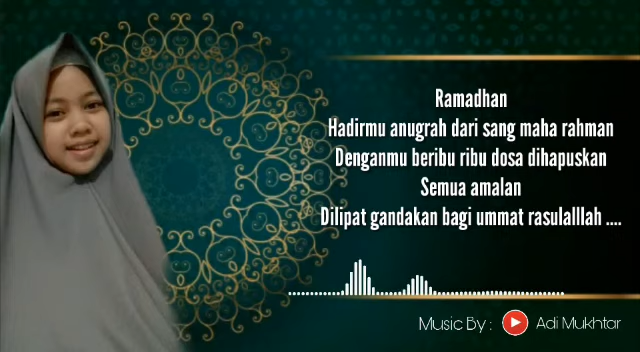 Ramadhan
Hadirmu anugrah dari sang maha rahman
Denganmu beribu ribu dosa dihapuskan
Semua amalan
Dilipat gandakan bagi ummat rasulalllah ....
Music By : Adi Mukhtar